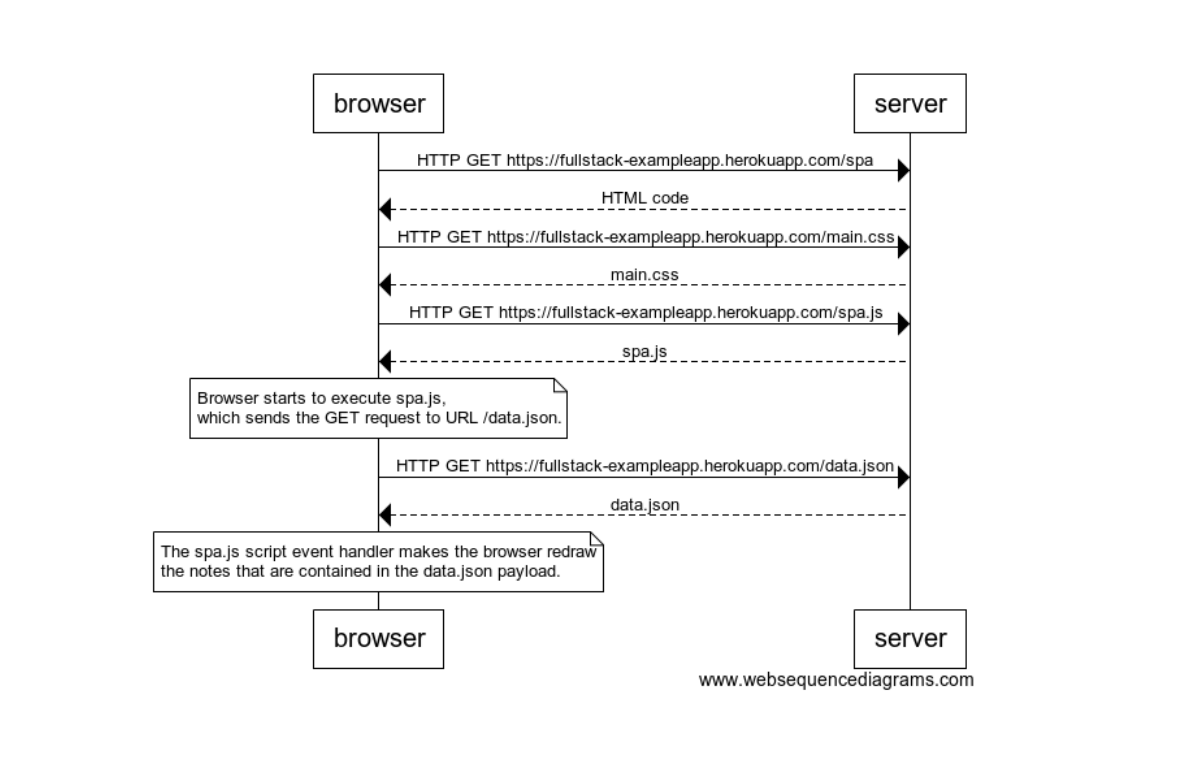 browser
server
HTTP GET https://fullstack-exampleapp.herokuapp.com/spa
HTML code
HTTP GET https://fullstack-exampleapp.herokuapp.com/main.css
main.css
HTTP GET https://fullstack-exampleapp.herokuapp.com/spa.js
spa.js
Browser starts to execute spa.js,
which sends the GET request to URL /data.json.
HTTP GET https://fullstack-exampleapp.herokuapp.com/data.json
data.json
The spa.js script event handler makes the browser redraw
the notes that are contained in the data.json payload.
browser
server
www.websequencediagrams.com